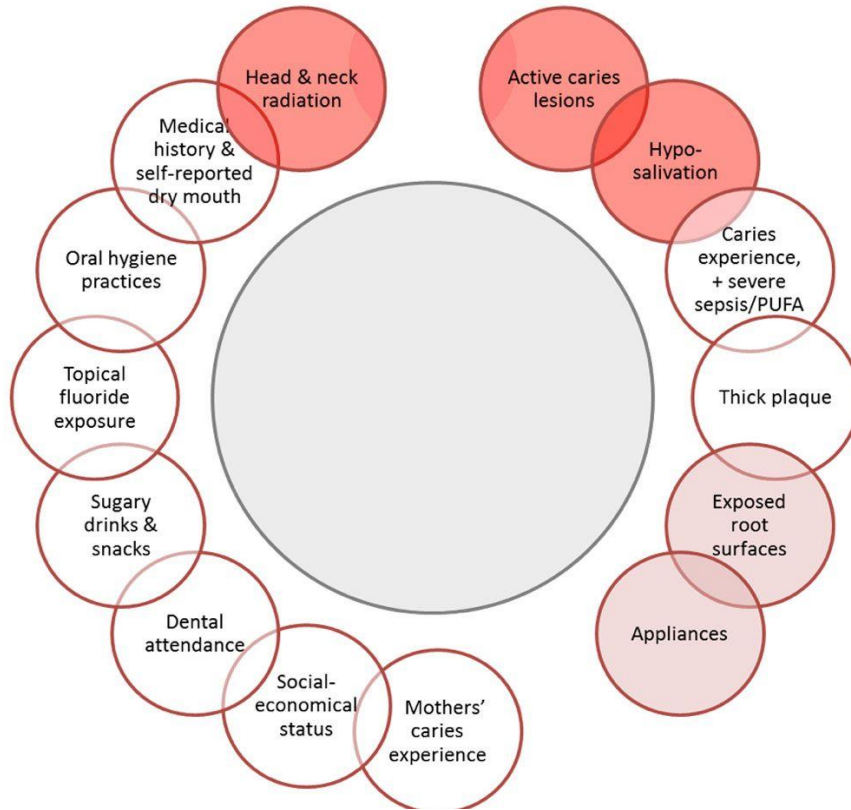 Head & neck
radiation
Medical
history &
self-reported
dry mouth
Oral hygiene
practices
Topical
fluoride
exposure
Sugary
drinks &
snacks
Dental
attendance
Social-
economical
status
Mothers'
caries
experience
Active caries
lesions
Hypo-
salivation
Caries
experience,
+ severe
sepsis/PUFA
Thick plaque
Exposed
root
surfaces
Appliances